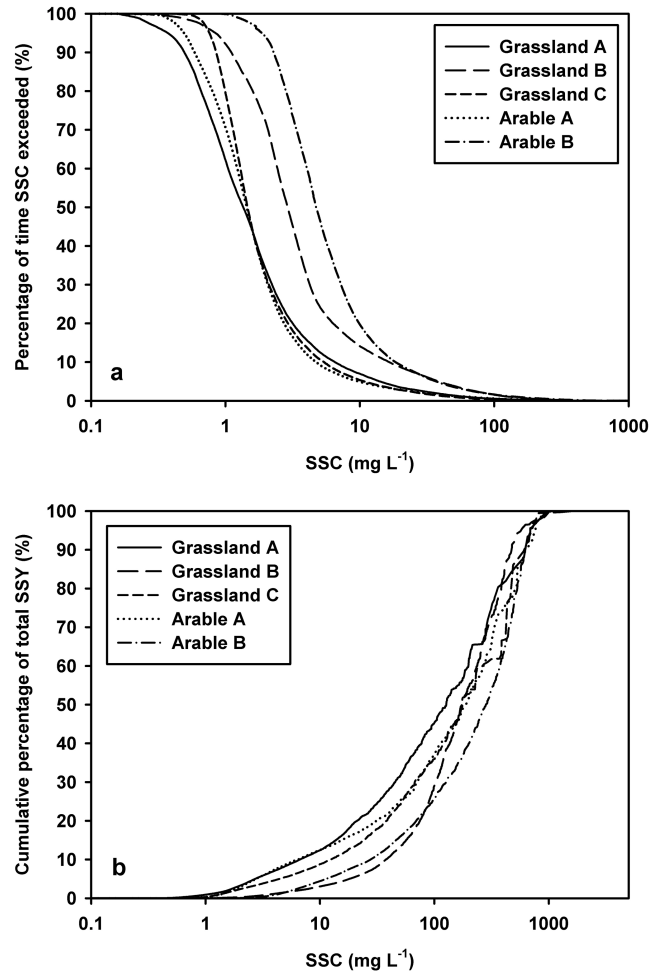 Percentage of time SSC exceeded (%)
100
90
80
70
60
50
40
30
20
10
0
Grassland A
Grassland B
Grassland C
Arable A
Arable B
a
0.1 1 10 100 1000
SSC (mg L⁻¹)
Cumulative percentage of total SSY (%)
100
90
80
70
60
50
40
30
20
10
0
Grassland A
Grassland B
Grassland C
Arable A
Arable B
b
0.1 1 10 100 1000
SSC (mg L⁻¹)